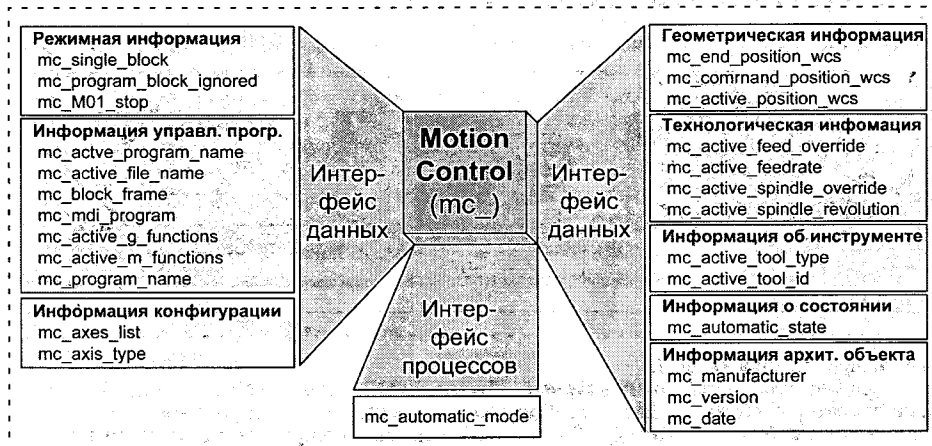 Режимная информация
mc_single_block
mc_program_block_ignored
mc_M01_stop
Информация управл. прогр.
mc_actve_program_name
mc_active_file_name
mc_block_frame
mc_mdi_program
mc_active_g_functions
mc_active_m_functions
mc_program_name
Информация конфигурации
mc_axes_list
mc_axis_type
Интер-
фейс
данных
Motion
Control
(mc_)
Интер-
фейс
процессов
mc_automatic_mode
Интер-
фейс
данных
Геометрическая информация
mc_end_position_wcs
mc_command_position_wcs
mc_active_position_wcs
Технологическая инфомация
mc_active_feed_override
mc_active_feedrate
mc_active_spindle_override
mc_active_spindle_revolution
Информация об инструменте
mc_active_tool_type
mc_active_tool_id
Информация о состоянии
mc_automatic_state
Информация архит. объекта
mc_manufacturer
mc_version
mc_date